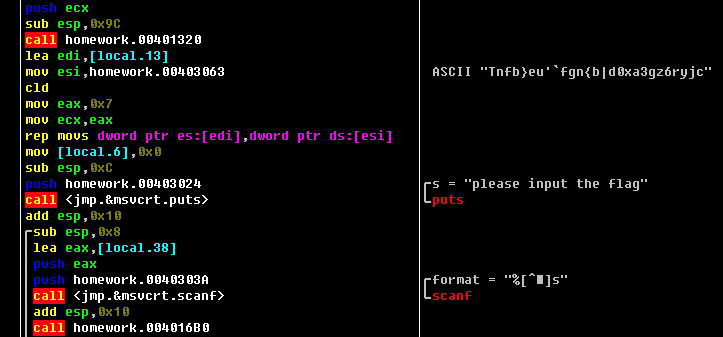 push ecx
sub esp,0x9C
call homework.00401320
lea edi,[local.13]
mov esi,homework.00403063 ASCII "Tnfb}eu'`fgn{b|d0xa3gz6ryjc"
cld
mov eax,0x7
mov ecx,eax
rep movs dword ptr es:[edi],dword ptr ds:[esi]
mov [local.6],0x0
sub esp,0xC
push homework.00403024 s = "please input the flag"
call <jmp.&msvcrt.puts> puts
add esp,0x10
sub esp,0x8
lea eax,[local.38]
push eax
push homework.0040303A format = "%[^■]s"
call <jmp.&msvcrt.scanf> scanf
add esp,0x10
call homework.004016B0